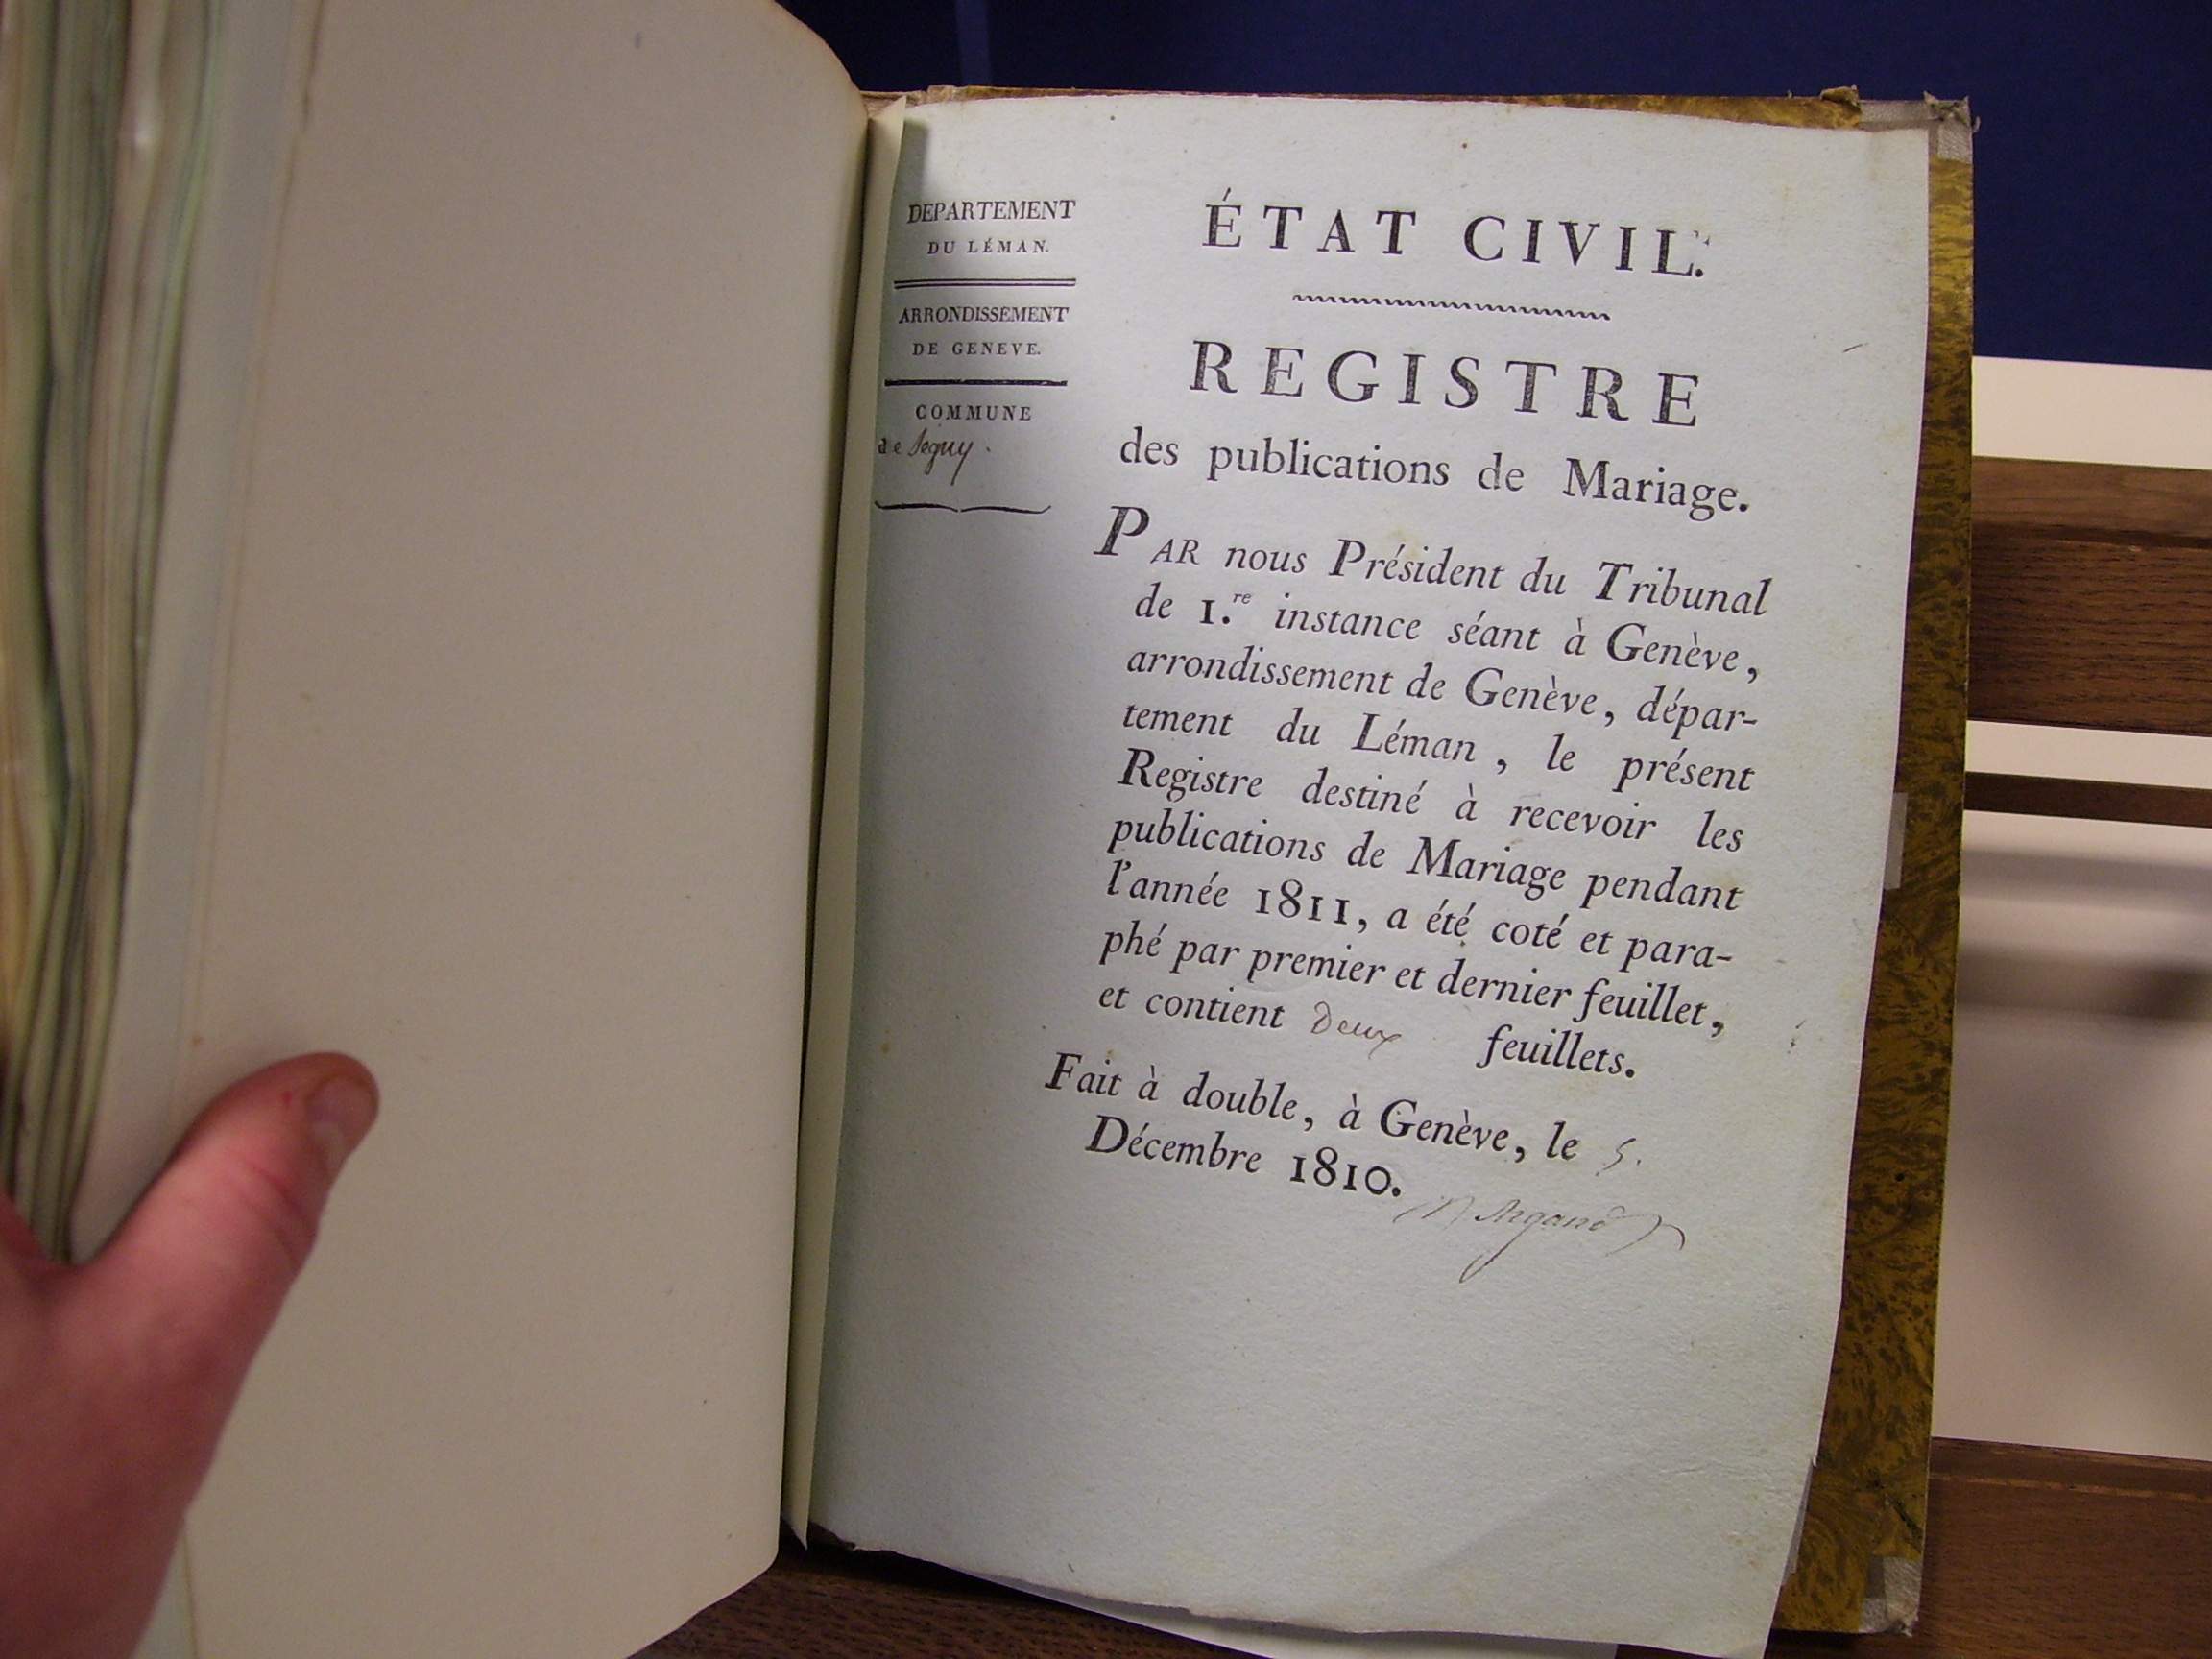 DEPARTEMENT
DU LÉMAN.
ARRONDISSEMENT
DE GENEVE.
COMMUNE
de Segny.
ÉTAT CIVIL.
REGISTRE
des publications de Mariage.
PAR nous Président du Tribunal
de 1.re instance séant à Genève,
arrondissement de Genève, dépar-
tement du Léman, le présent
Registre destiné à recevoir les
publications de Mariage pendant
l'année 1811, a été coté et para-
phé par premier et dernier feuillet,
et contient deux feuillets.
Fait à double, à Genève, le 5.
Décembre 1810.
Argand